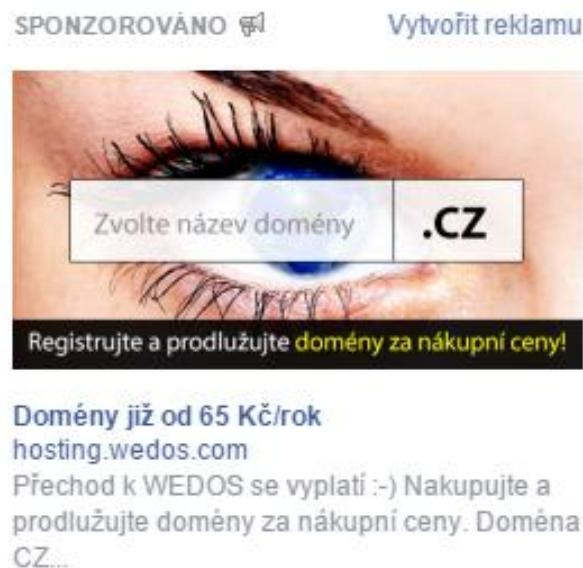 SPONZOROVÁNO Vytvořit reklamu
Zvolte název domény .CZ
Registrujte a prodlužujte domény za nákupní ceny!
Domény již od 65 Kč/rok
hosting.wedos.com
Přechod k WEDOS se vyplatí :-) Nakupujte a
prodlužujte domény za nákupní ceny. Doména
CZ...